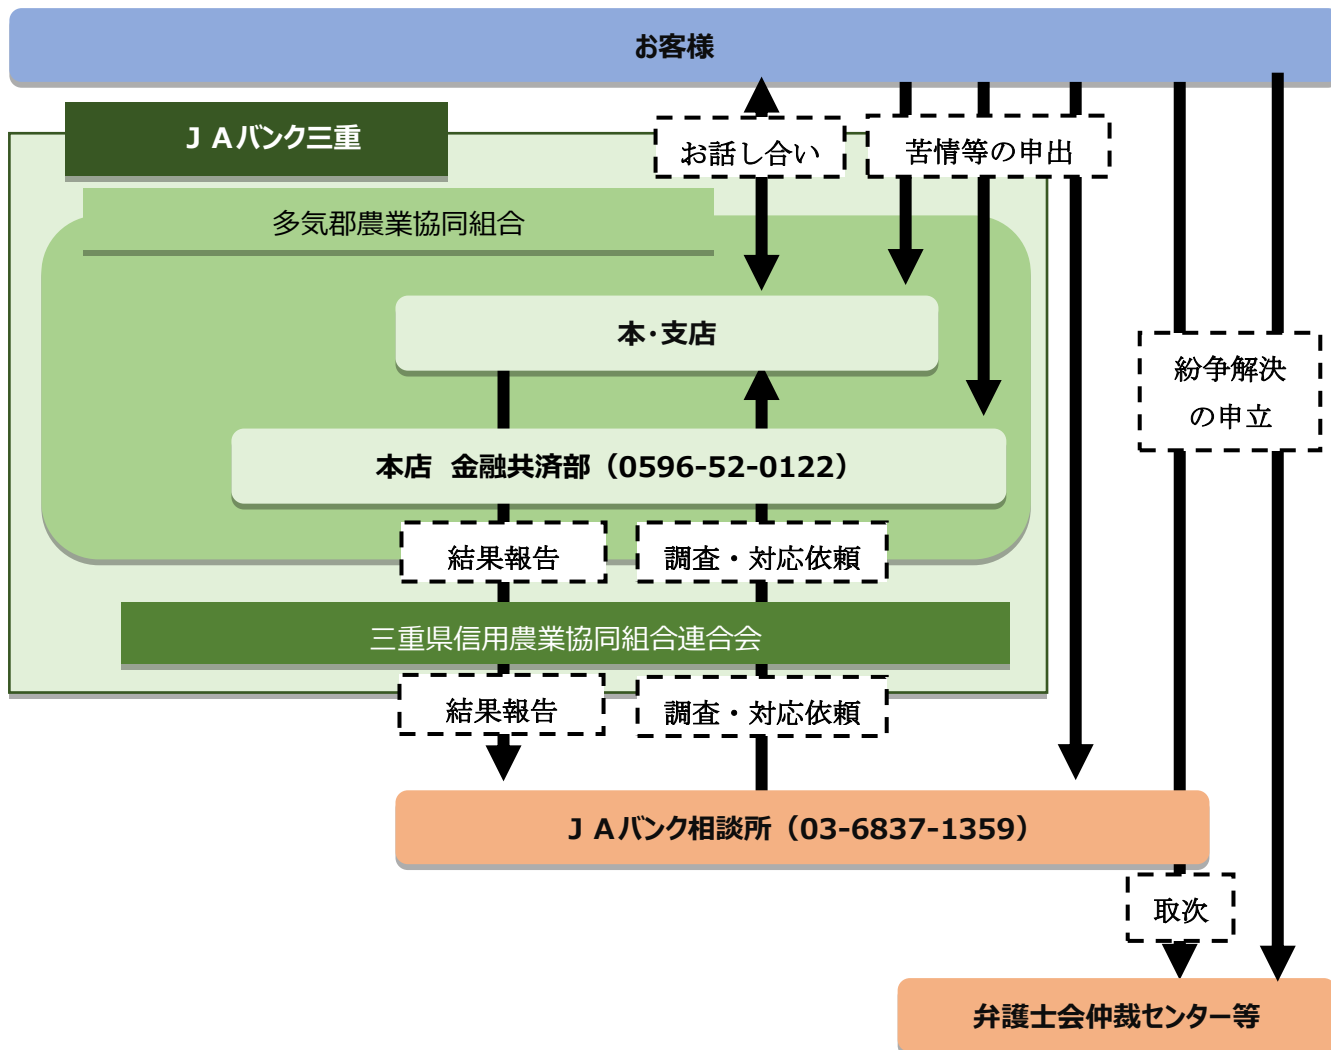 お客様
ＪＡバンク三重
お話し合い
苦情等の申出
多気郡農業協同組合
本・支店
紛争解決
の申立
本店 金融共済部（0596-52-0122）
結果報告
調査・対応依頼
三重県信用農業協同組合連合会
結果報告
調査・対応依頼
ＪＡバンク相談所（03-6837-1359）
取次
弁護士会仲裁センター等